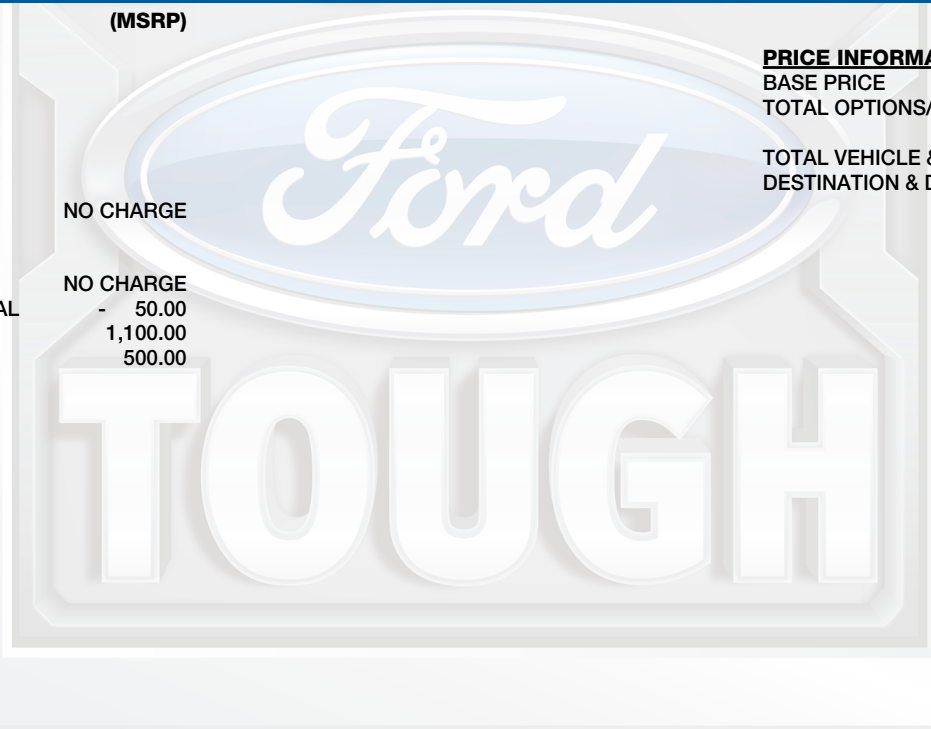 (MSRP)
NO CHARGE
NO CHARGE
AL - 50.00
1,100.00
500.00
PRICE INFORMA
BASE PRICE
TOTAL OPTIONS/
TOTAL VEHICLE &
DESTINATION & D
Ford
TOUGH